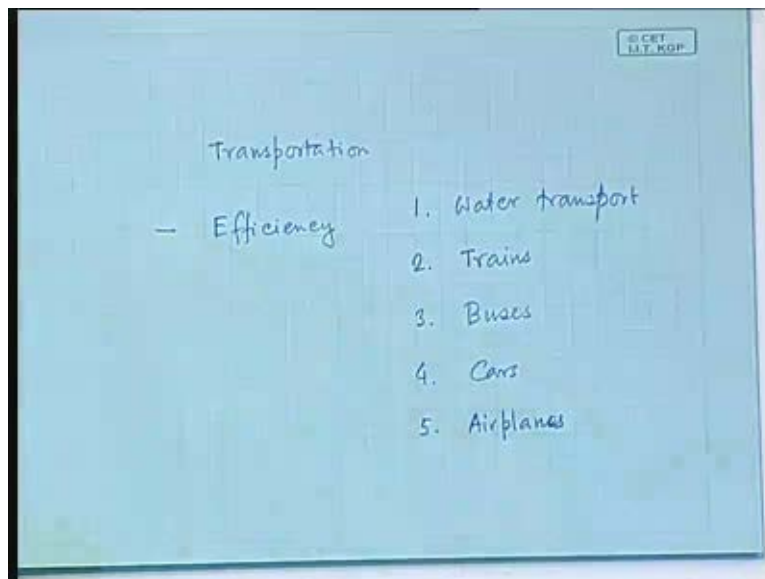 © CET
I.I.T. KGP
Transportation
- Efficiency
1. Water transport
2. Trains
3. Buses
4. Cars
5. Airplanes